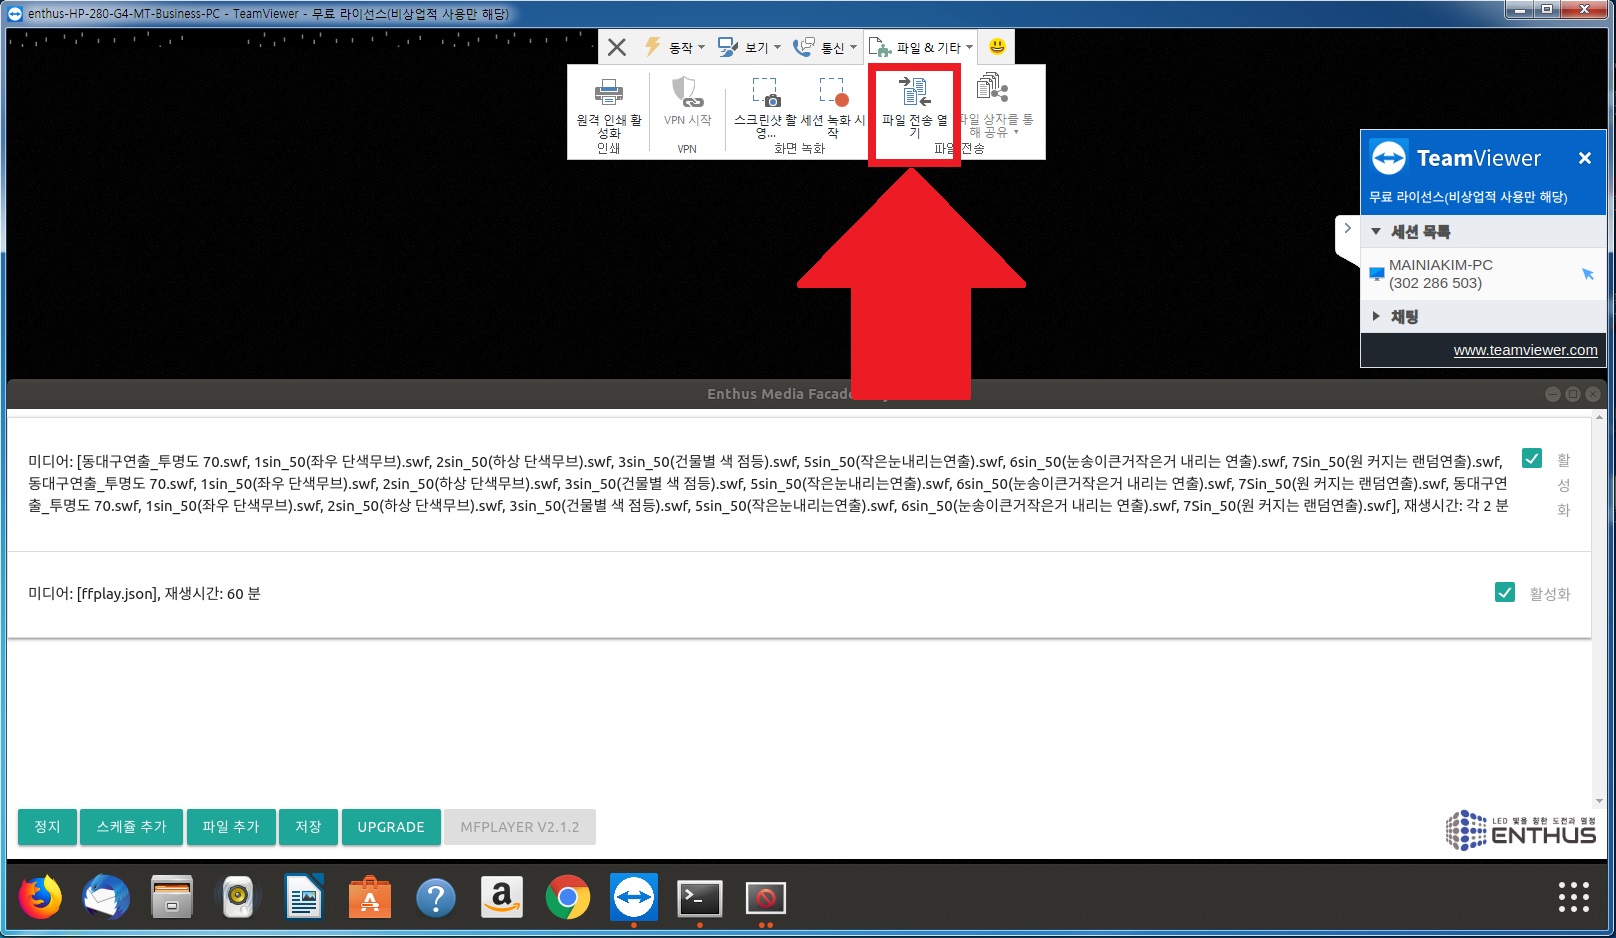 enthus-HP-280-G4-MT-Business-PC - TeamViewer - 무료 라이선스(비상업적 사용만 해당)
동작
보기
통신
파일 & 기타
원격 인쇄 활
성화
인쇄
VPN 시작
VPN
스크린샷 촬
영...
세션 녹화 시
작
화면 녹화
파일 전송 열
기
파일 상자를 통
해 공유
파일 전송
TeamViewer
무료 라이선스(비상업적 사용만 해당)
세션 목록
MAINIAKIM-PC
(302 286 503)
채팅
www.teamviewer.com
Enthus Media
미디어: [동대구연출_투명도 70.swf, 1sin_50(좌우 단색무브).swf, 2sin_50(하상 단색무브).swf, 3sin_50(건물별 색 점등).swf, 5sin_50(작은눈내리는연출).swf, 6sin_50(눈송이큰거작은거 내리는 연출).swf, 7Sin_50(원 커지는 랜덤연출).swf,
동대구연출_투명도 70.swf, 1sin_50(좌우 단색무브).swf, 2sin_50(하상 단색무브).swf, 3sin_50(건물별 색 점등).swf, 5sin_50(작은눈내리는연출).swf, 6sin_50(눈송이큰거작은거 내리는 연출).swf, 7Sin_50(원 커지는 랜덤연출).swf, 동대구연
출_투명도 70.swf, 1sin_50(좌우 단색무브).swf, 2sin_50(하상 단색무브).swf, 3sin_50(건물별 색 점등).swf, 5sin_50(작은눈내리는연출).swf, 6sin_50(눈송이큰거작은거 내리는 연출).swf, 7Sin_50(원 커지는 랜덤연출).swf], 재생시간: 각 2 분
활
성
화
미디어: [ffplay.json], 재생시간: 60 분
활성화
정지
스케쥴 추가
파일 추가
저장
UPGRADE
MFPLAYER V2.1.2
LED 빛을 향한 도전과 열정
ENTHUS